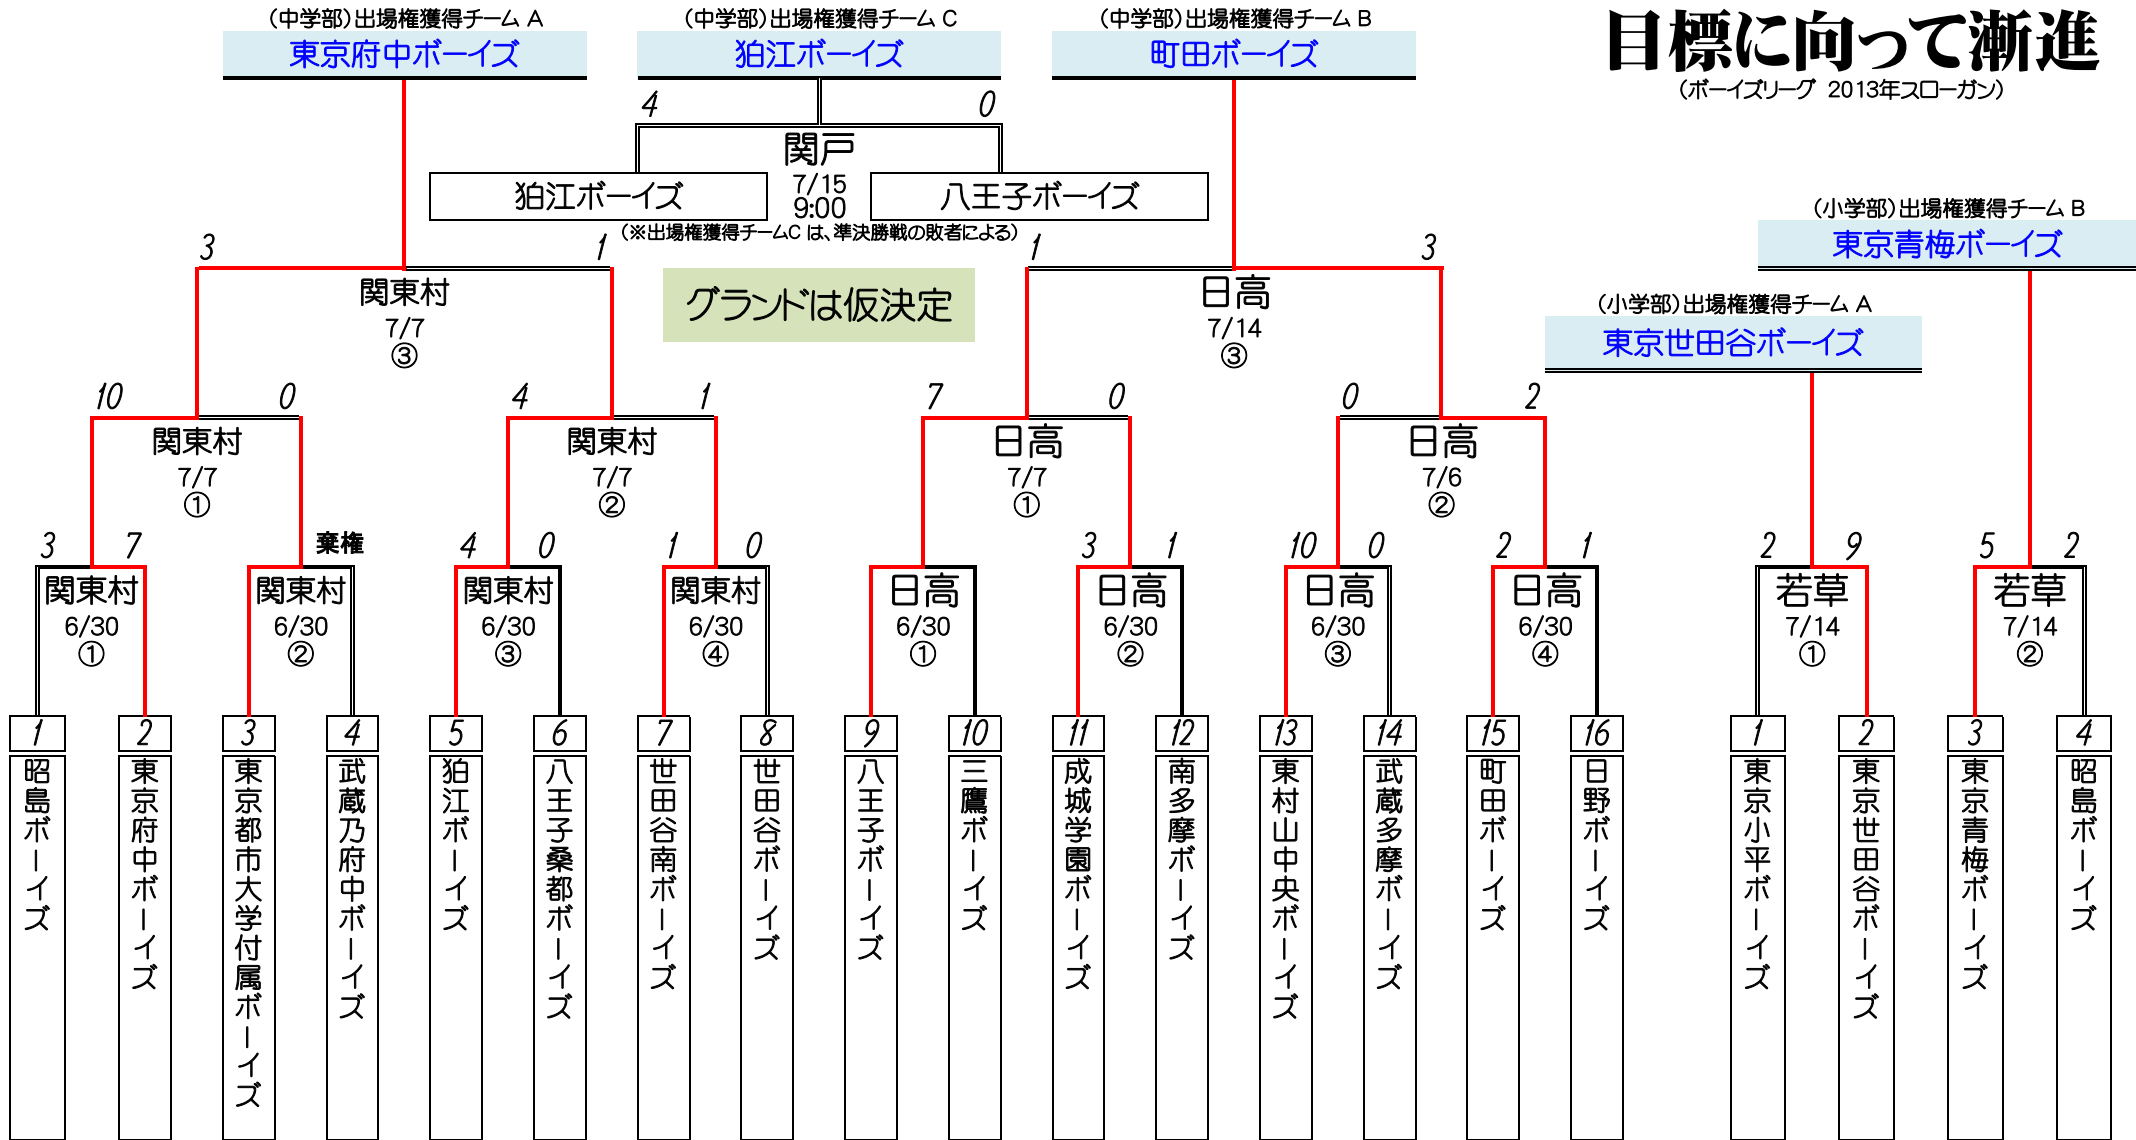 (中学部)出場権獲得チーム A
(中学部)出場権獲得チーム C
(中学部)出場権獲得チーム B
目標に向って漸進
東京府中ボーイズ
狛江ボーイズ
町田ボーイズ
(ボーイズリーグ 2013年スローガン)
4
0
関戸
7/15
9:00
狛江ボーイズ
八王子ボーイズ
(※出場権獲得チームC は、準決勝戦の敗者による)
(小学部)出場権獲得チーム B
東京青梅ボーイズ
3
1
1
3
関東村
7/7
③
グランドは仮決定
日高
7/14
③
(小学部)出場権獲得チーム A
東京世田谷ボーイズ
10
0
4
1
7
0
0
2
関東村
7/7
①
関東村
7/7
②
日高
7/7
①
日高
7/6
②
3
7
棄権
4
0
1
0
3
1
10
0
2
1
2
9
5
2
関東村
6/30
①
関東村
6/30
②
関東村
6/30
③
関東村
6/30
④
日高
6/30
①
日高
6/30
②
日高
6/30
③
日高
6/30
④
若草
7/14
①
若草
7/14
②
1
昭島ボーイズ
2
東京府中ボーイズ
3
東京都市大学付属ボーイズ
4
武蔵乃府中ボーイズ
5
狛江ボーイズ
6
八王子桑都ボーイズ
7
世田谷南ボーイズ
8
世田谷ボーイズ
9
八王子ボーイズ
10
三鷹ボーイズ
11
成城学園ボーイズ
12
南多摩ボーイズ
13
東村山中央ボーイズ
14
武蔵多摩ボーイズ
15
町田ボーイズ
16
日野ボーイズ
1
東京小平ボーイズ
2
東京世田谷ボーイズ
3
東京青梅ボーイズ
4
昭島ボーイズ